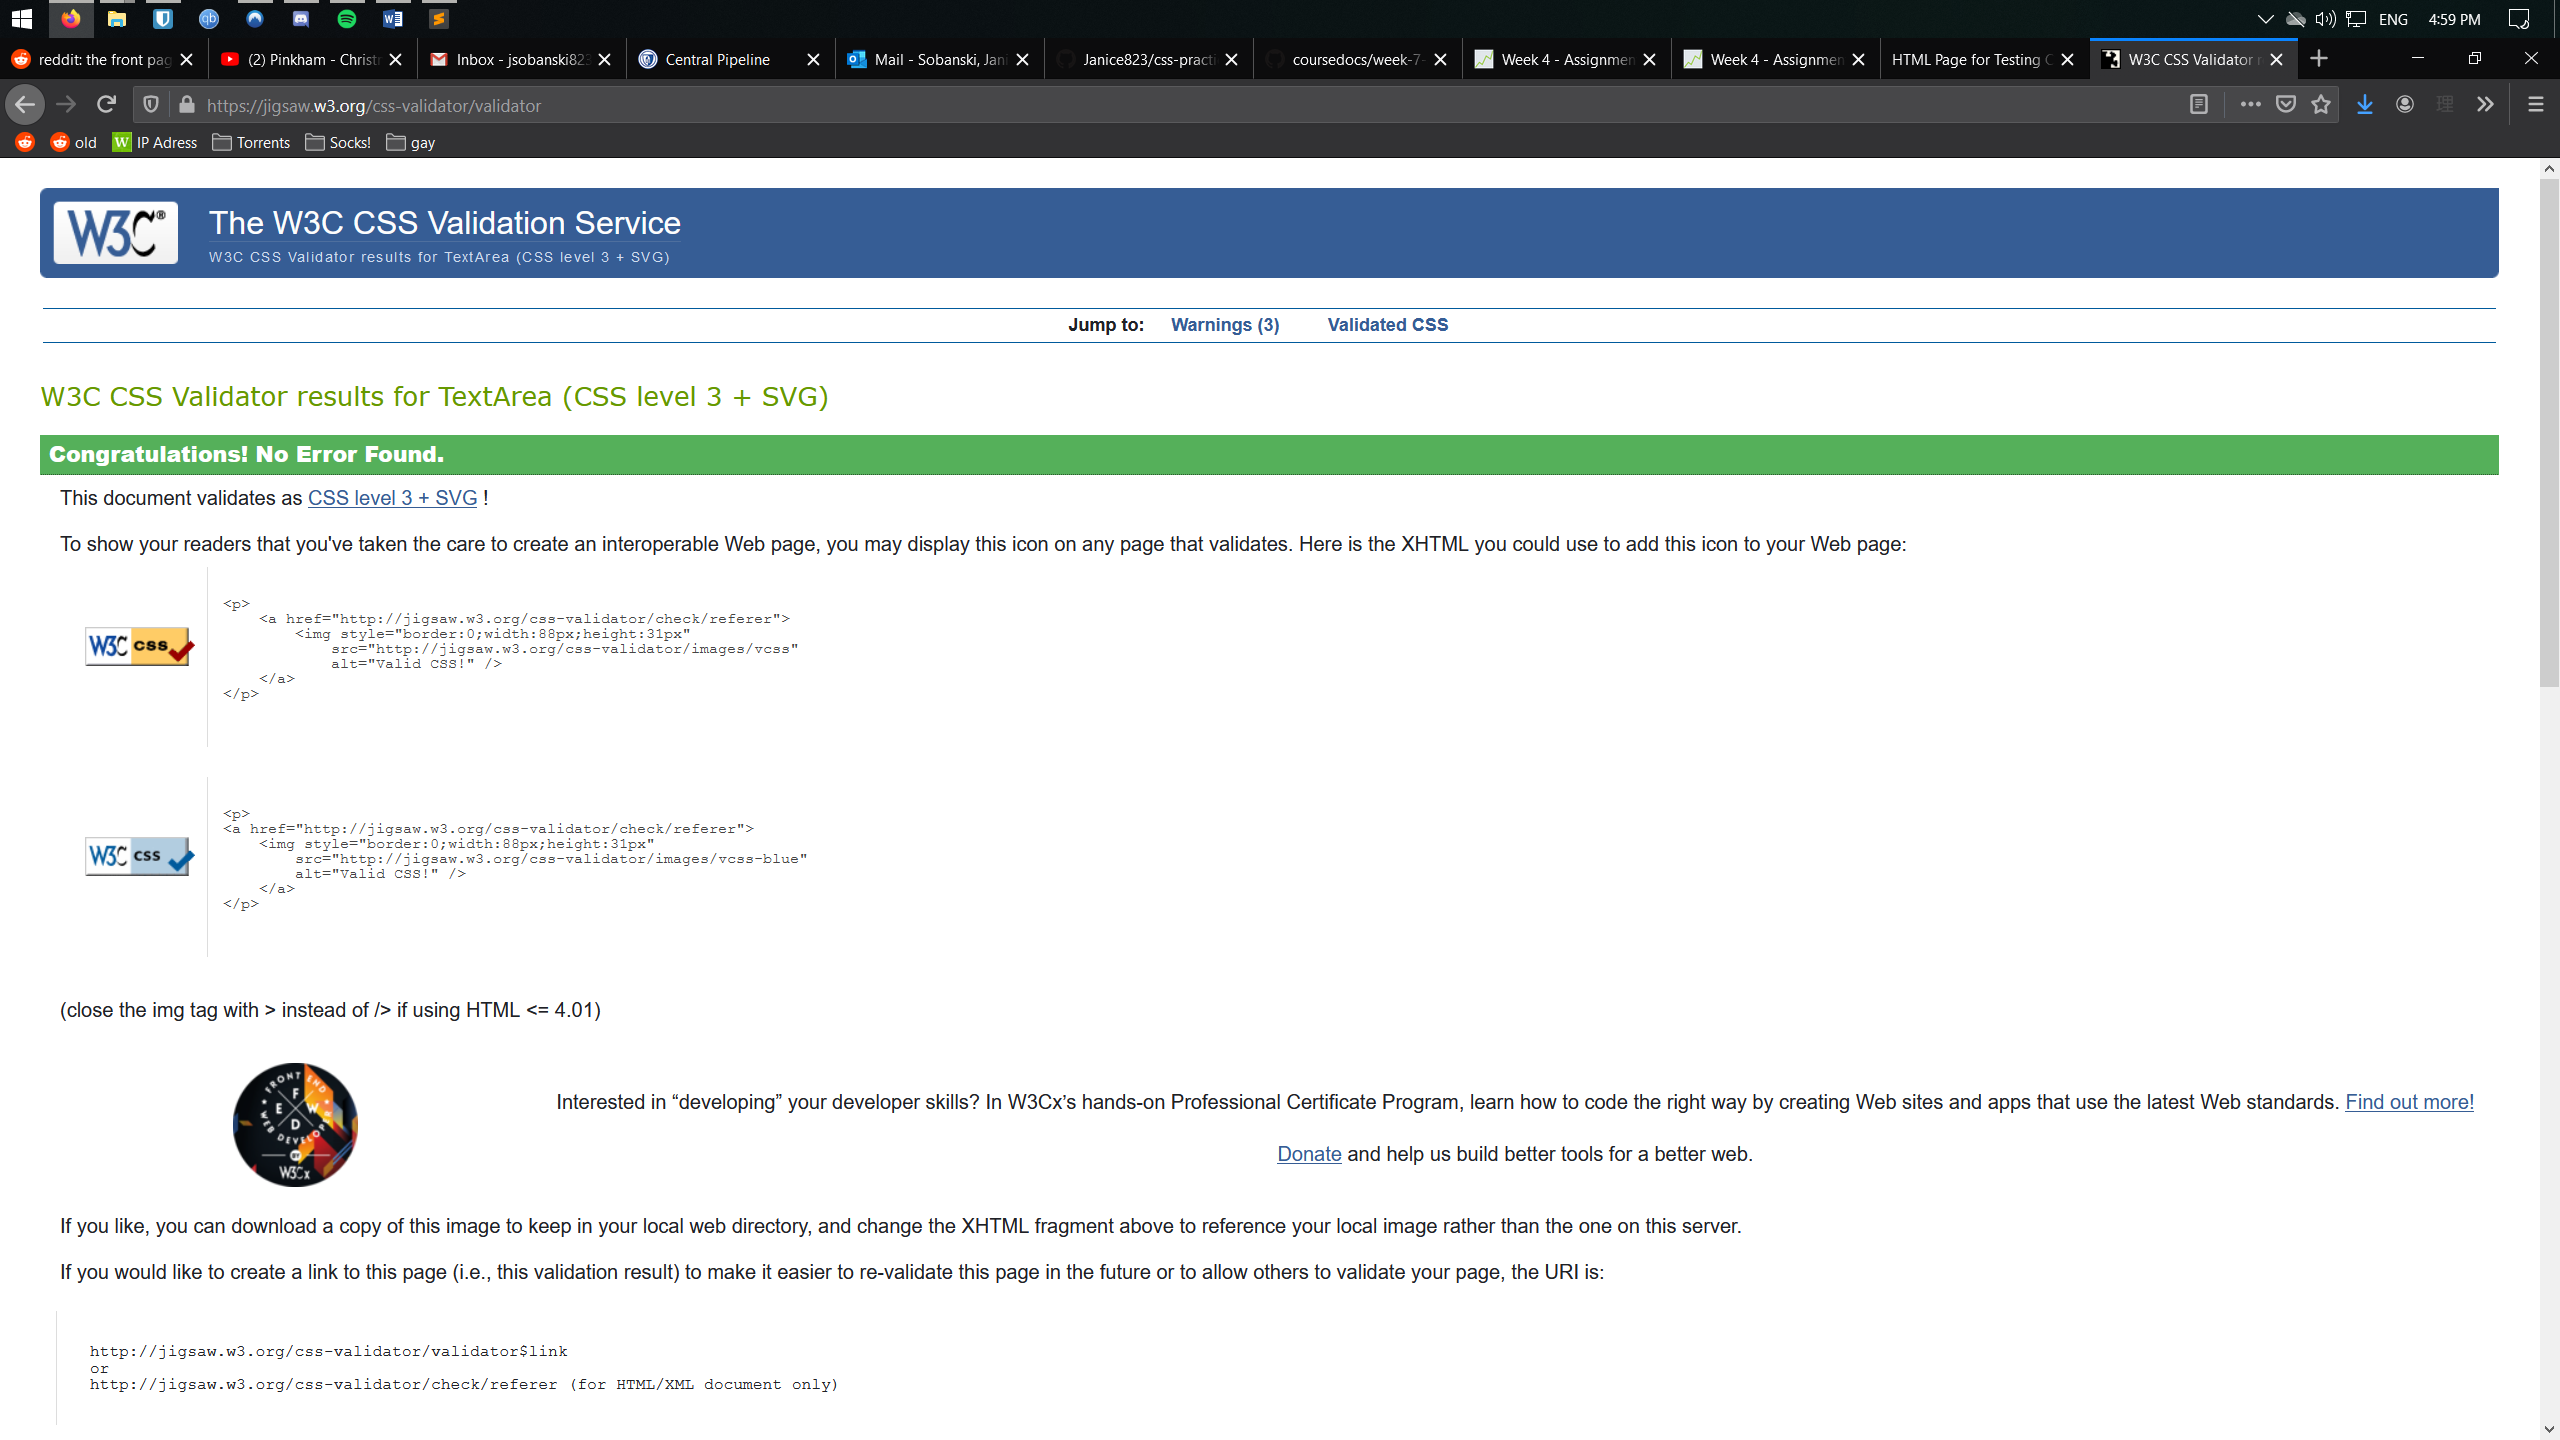 ENG 4:59 PM
reddit: the front pag
(2) Pinkham - Christ
Inbox - jsobanski823
Central Pipeline
Mail - Sobanski, Jani
Janice823/css-practi
coursedocs/week-7-
Week 4 - Assignmen
Week 4 - Assignmen
HTML Page for Testing C
W3C CSS Validator r
https://jigsaw.w3.org/css-validator/validator
old
IP Adress
Torrents
Socks!
gay
W3C®
The W3C CSS Validation Service
W3C CSS Validator results for TextArea (CSS level 3 + SVG)
Jump to: Warnings (3) Validated CSS
W3C CSS Validator results for TextArea (CSS level 3 + SVG)
Congratulations! No Error Found.
This document validates as CSS level 3 + SVG !
To show your readers that you've taken the care to create an interoperable Web page, you may display this icon on any page that validates. Here is the XHTML you could use to add this icon to your Web page:
W3C css
<p>
<a href="http://jigsaw.w3.org/css-validator/check/referer">
<img style="border:0;width:88px;height:31px"
src="http://jigsaw.w3.org/css-validator/images/vcss"
alt="Valid CSS!" />
</a>
</p>
W3C css
<p>
<a href="http://jigsaw.w3.org/css-validator/check/referer">
<img style="border:0;width:88px;height:31px"
src="http://jigsaw.w3.org/css-validator/images/vcss-blue"
alt="Valid CSS!" />
</a>
</p>
(close the img tag with > instead of /> if using HTML <= 4.01)
FRONT END
F E W D
WEB DEVELOPER
BY
W3Cx
Interested in “developing” your developer skills? In W3Cx’s hands-on Professional Certificate Program, learn how to code the right way by creating Web sites and apps that use the latest Web standards. Find out more!
Donate and help us build better tools for a better web.
If you like, you can download a copy of this image to keep in your local web directory, and change the XHTML fragment above to reference your local image rather than the one on this server.
If you would like to create a link to this page (i.e., this validation result) to make it easier to re-validate this page in the future or to allow others to validate your page, the URI is:
http://jigsaw.w3.org/css-validator/validator$link
or
http://jigsaw.w3.org/css-validator/check/referer (for HTML/XML document only)